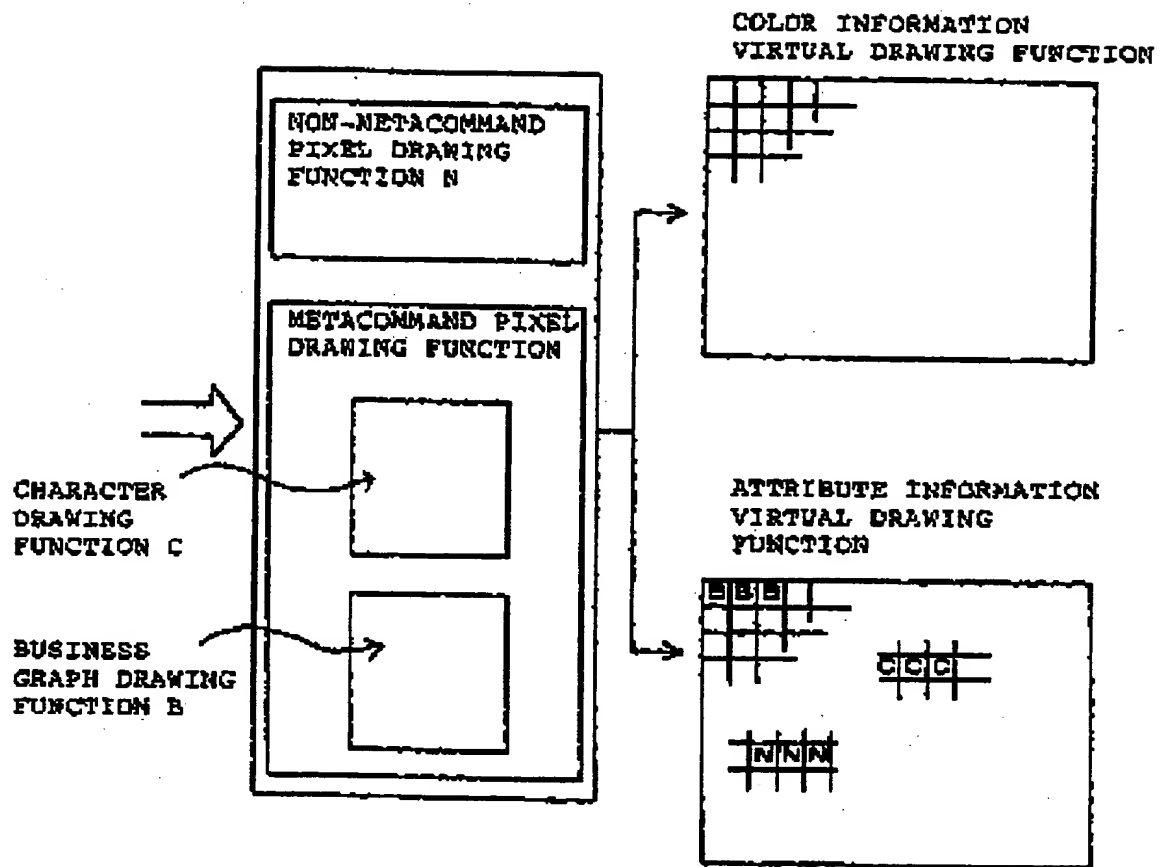 COLOR INFORMATION
VIRTUAL DRAWING FUNCTION
NON-METACOMMAND
PIXEL DRAWING
FUNCTION N
METACOMMAND PIXEL
DRAWING FUNCTION
CHARACTER
DRAWING
FUNCTION C
BUSINESS
GRAPH DRAWING
FUNCTION B
ATTRIBUTE INFORMATION
VIRTUAL DRAWING
FUNCTION
B B B
C C C
N N N